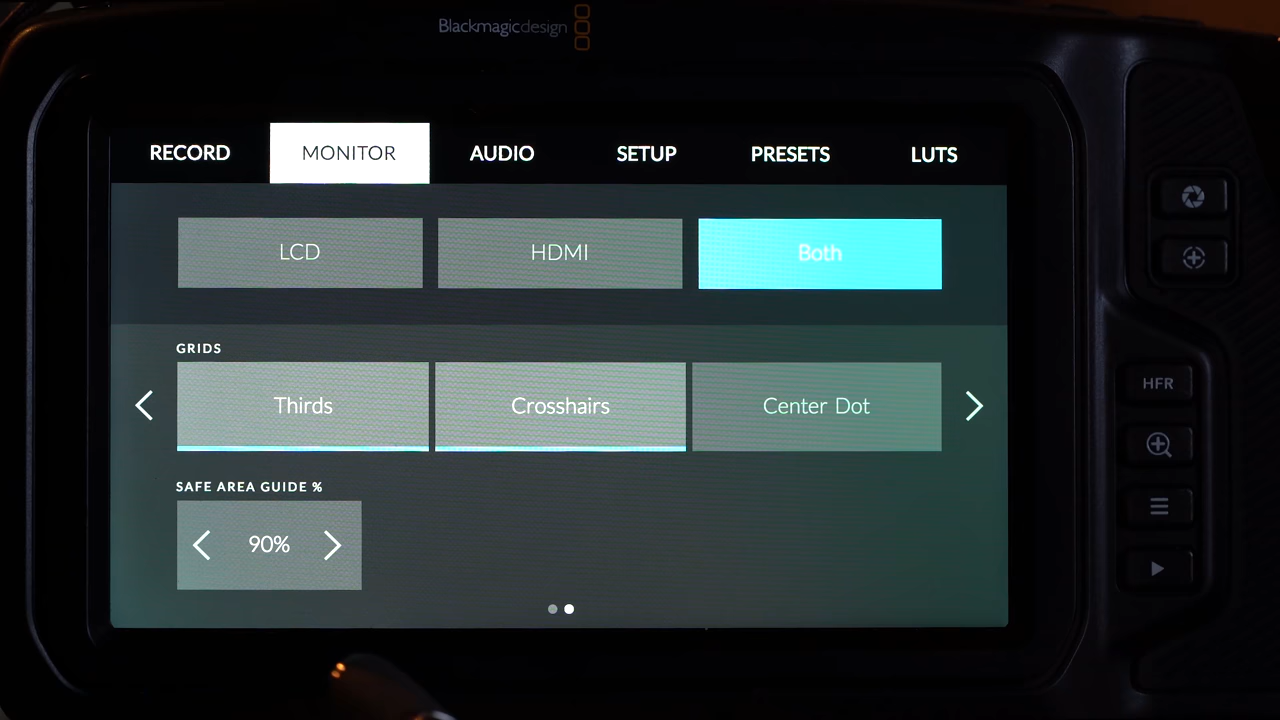 Blackmagicdesign
RECORD MONITOR AUDIO SETUP PRESETS LUTS
LCD HDMI Both
GRIDS
Thirds Crosshairs Center Dot
HFR
SAFE AREA GUIDE %
90%